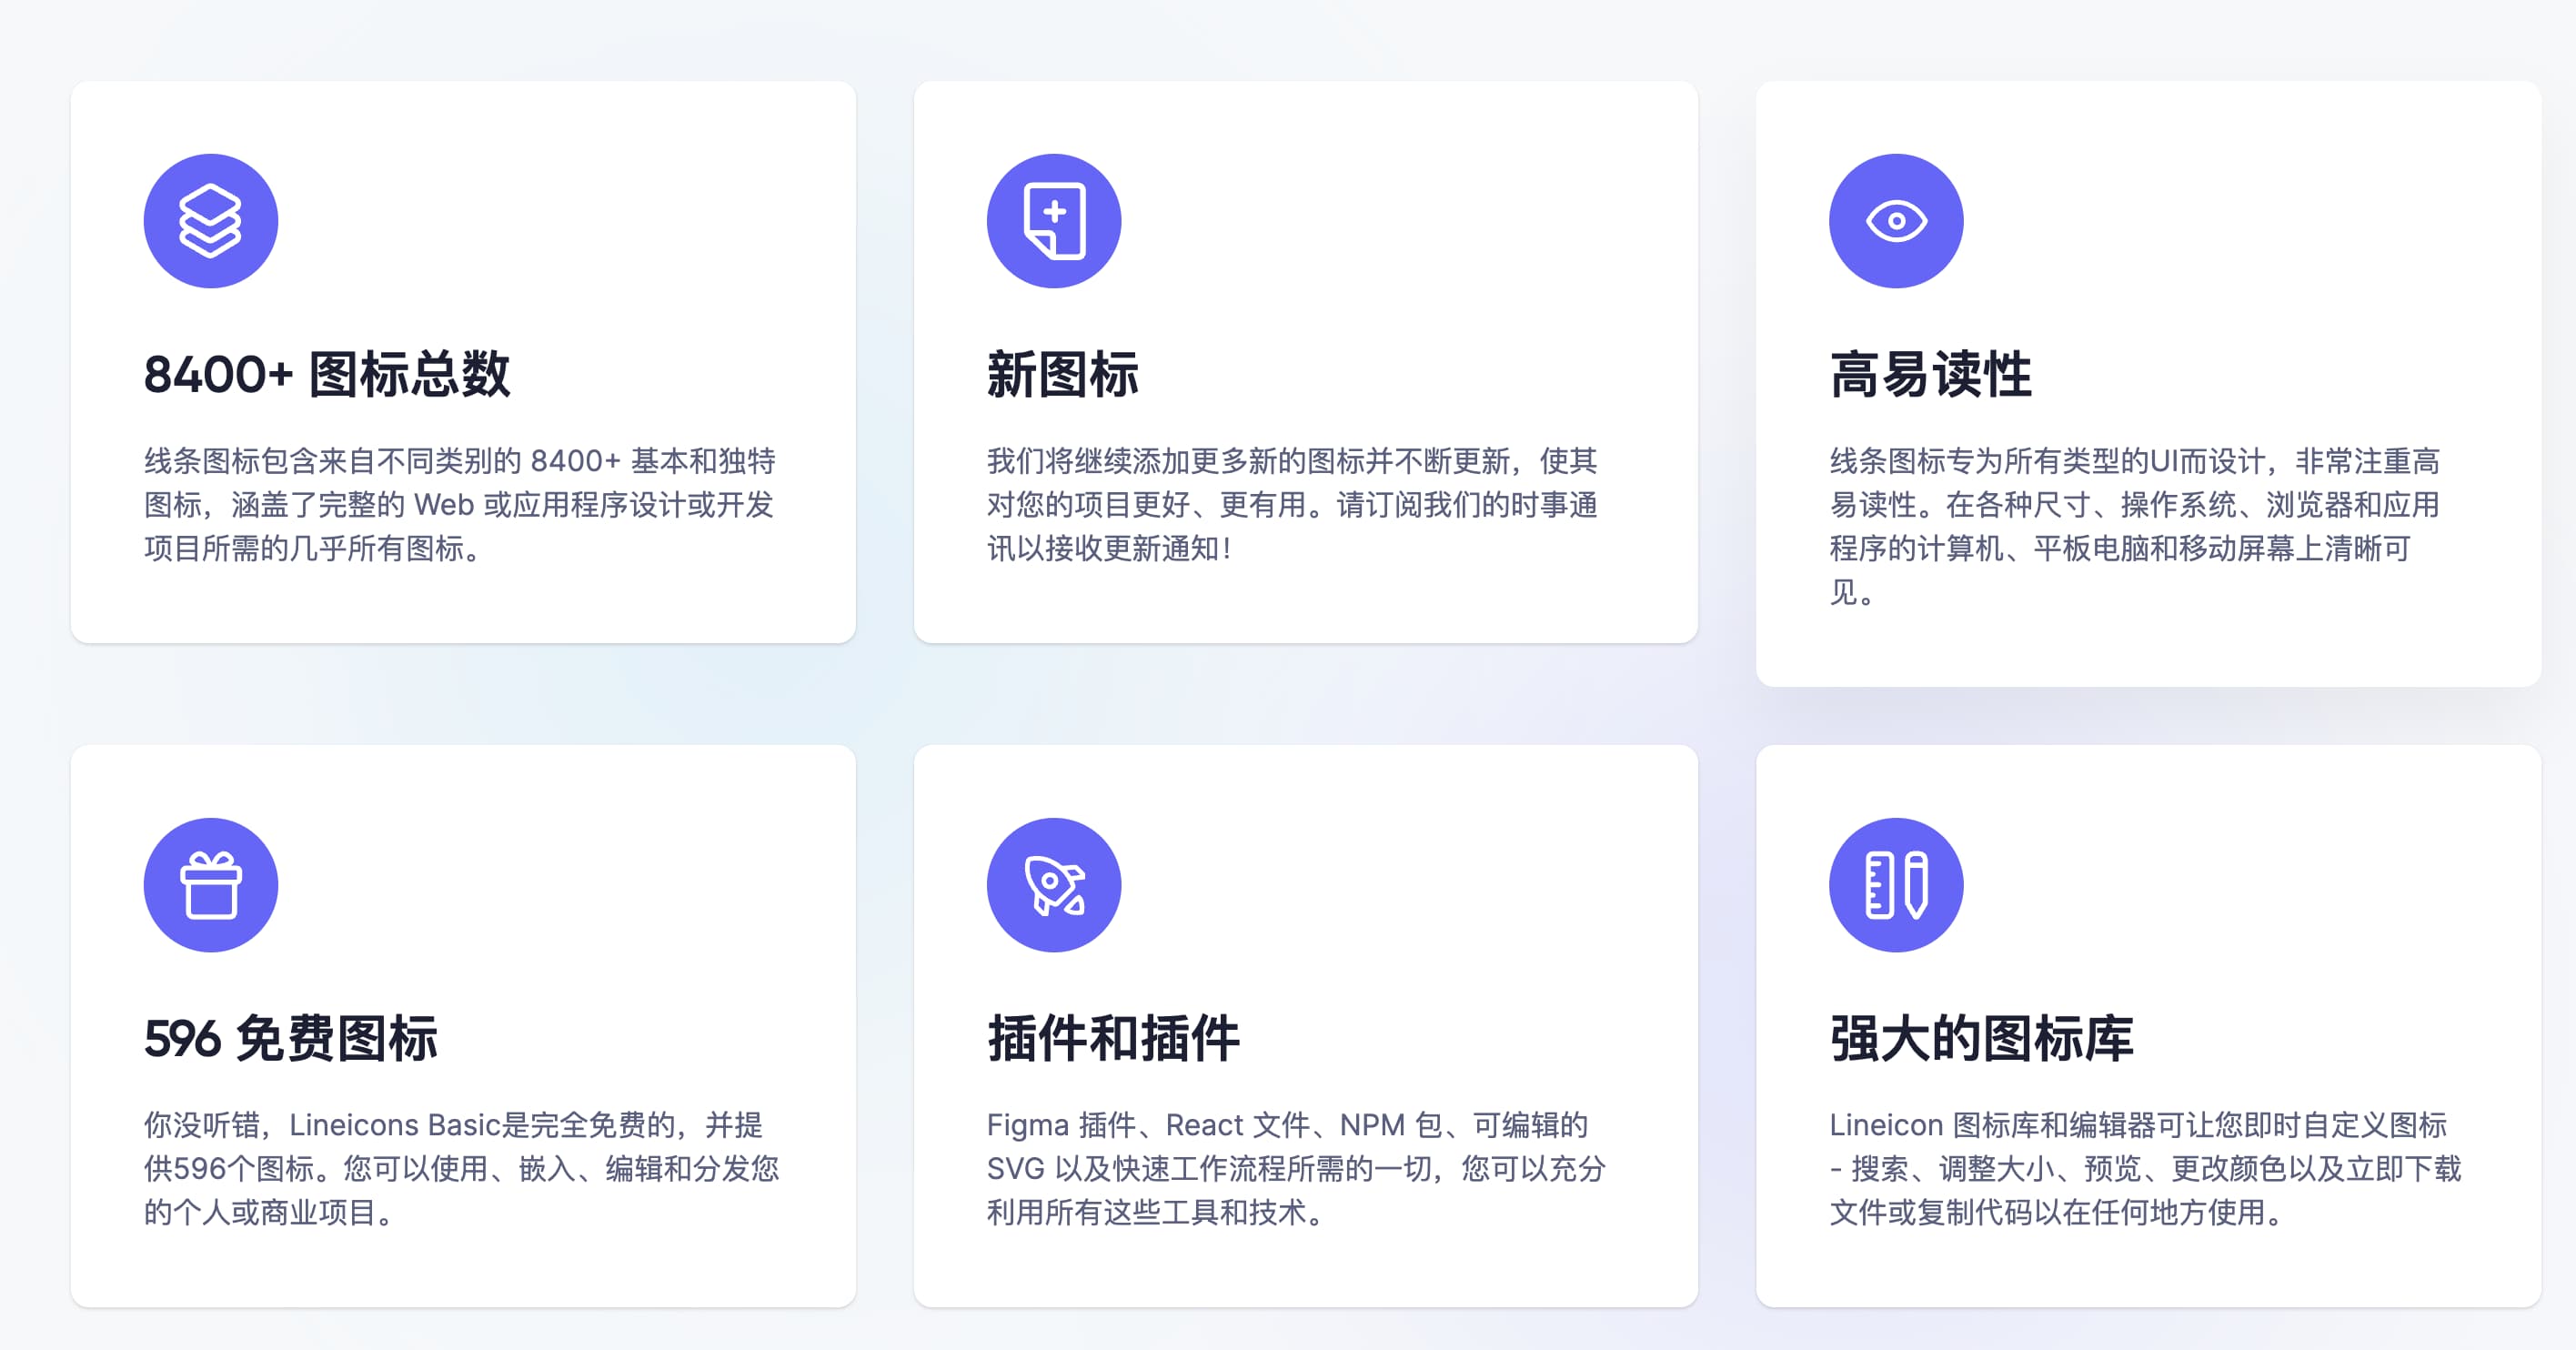 8400+ 图标总数
线条图标包含来自不同类别的 8400+ 基本和独特
图标，涵盖了完整的 Web 或应用程序设计或开发
项目所需的几乎所有图标。
新图标
我们将继续添加更多新的图标并不断更新，使其
对您的项目更好、更有用。请订阅我们的时事通
讯以接收更新通知！
高易读性
线条图标专为所有类型的UI而设计，非常注重高
易读性。在各种尺寸、操作系统、浏览器和应用
程序的计算机、平板电脑和移动屏幕上清晰可
见。
596 免费图标
你没听错，Lineicons Basic是完全免费的，并提
供596个图标。您可以使用、嵌入、编辑和分发您
的个人或商业项目。
插件和插件
Figma 插件、React 文件、NPM 包、可编辑的
SVG 以及快速工作流程所需的一切，您可以充分
利用所有这些工具和技术。
强大的图标库
Lineicon 图标库和编辑器可让您即时自定义图标
- 搜索、调整大小、预览、更改颜色以及立即下载
文件或复制代码以在任何地方使用。